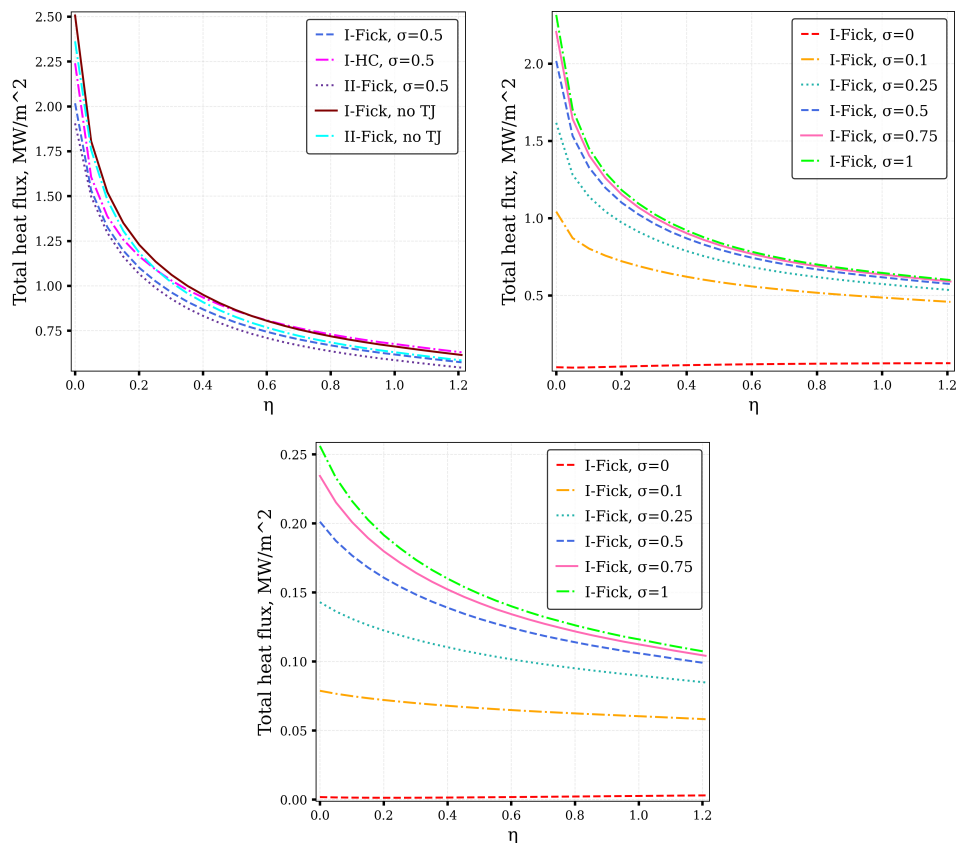 Total heat flux, MW/m^2
2.50
2.25
2.00
1.75
1.50
1.25
1.00
0.75
0.0 0.2 0.4 0.6 0.8 1.0 1.2
η
I-Fick, σ=0.5
I-HC, σ=0.5
II-Fick, σ=0.5
I-Fick, no TJ
II-Fick, no TJ
Total heat flux, MW/m^2
2.0
1.5
1.0
0.5
0.0 0.2 0.4 0.6 0.8 1.0 1.2
η
I-Fick, σ=0
I-Fick, σ=0.1
I-Fick, σ=0.25
I-Fick, σ=0.5
I-Fick, σ=0.75
I-Fick, σ=1
Total heat flux, MW/m^2
0.25
0.20
0.15
0.10
0.05
0.00
0.0 0.2 0.4 0.6 0.8 1.0 1.2
η
I-Fick, σ=0
I-Fick, σ=0.1
I-Fick, σ=0.25
I-Fick, σ=0.5
I-Fick, σ=0.75
I-Fick, σ=1